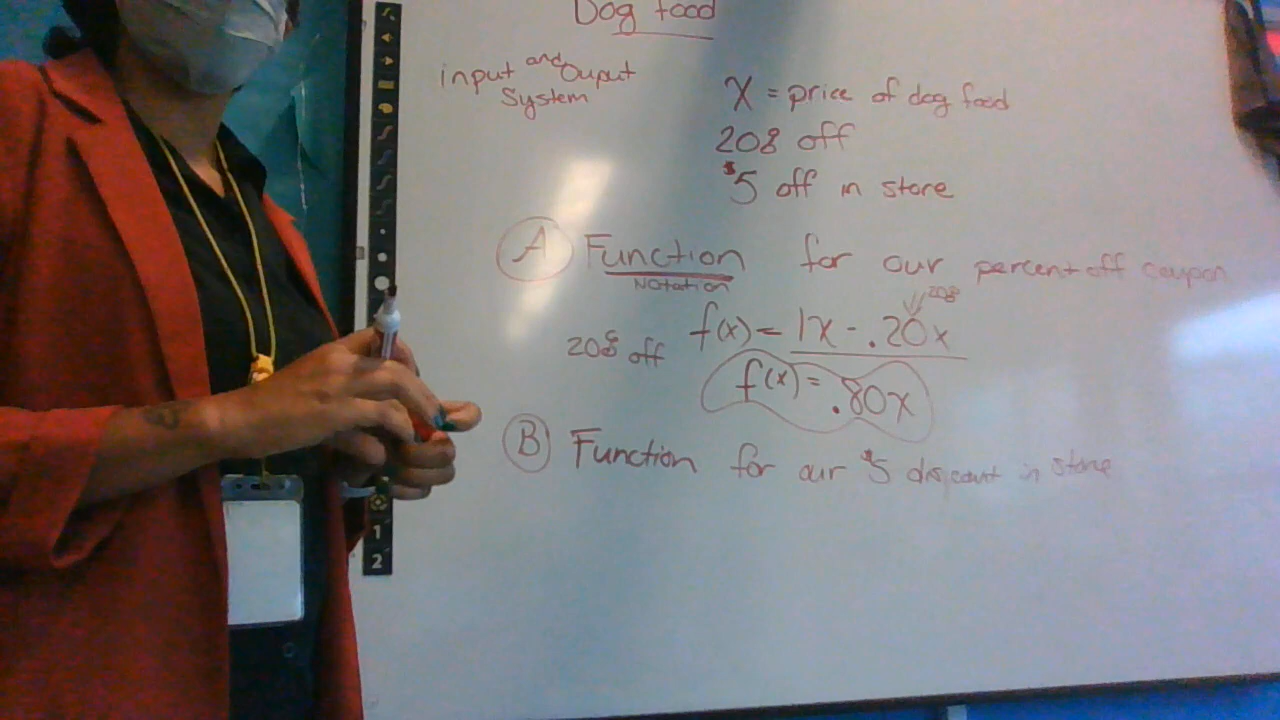 Dog food
input and Ouput
System
X = price of dog food
20% off
$5 off in store
A Function for our percent off coupon
Notation
20%
20% off f(x) = 1x - .20x
f(x) = .80x
B Function for our $5 discount in store
1
2